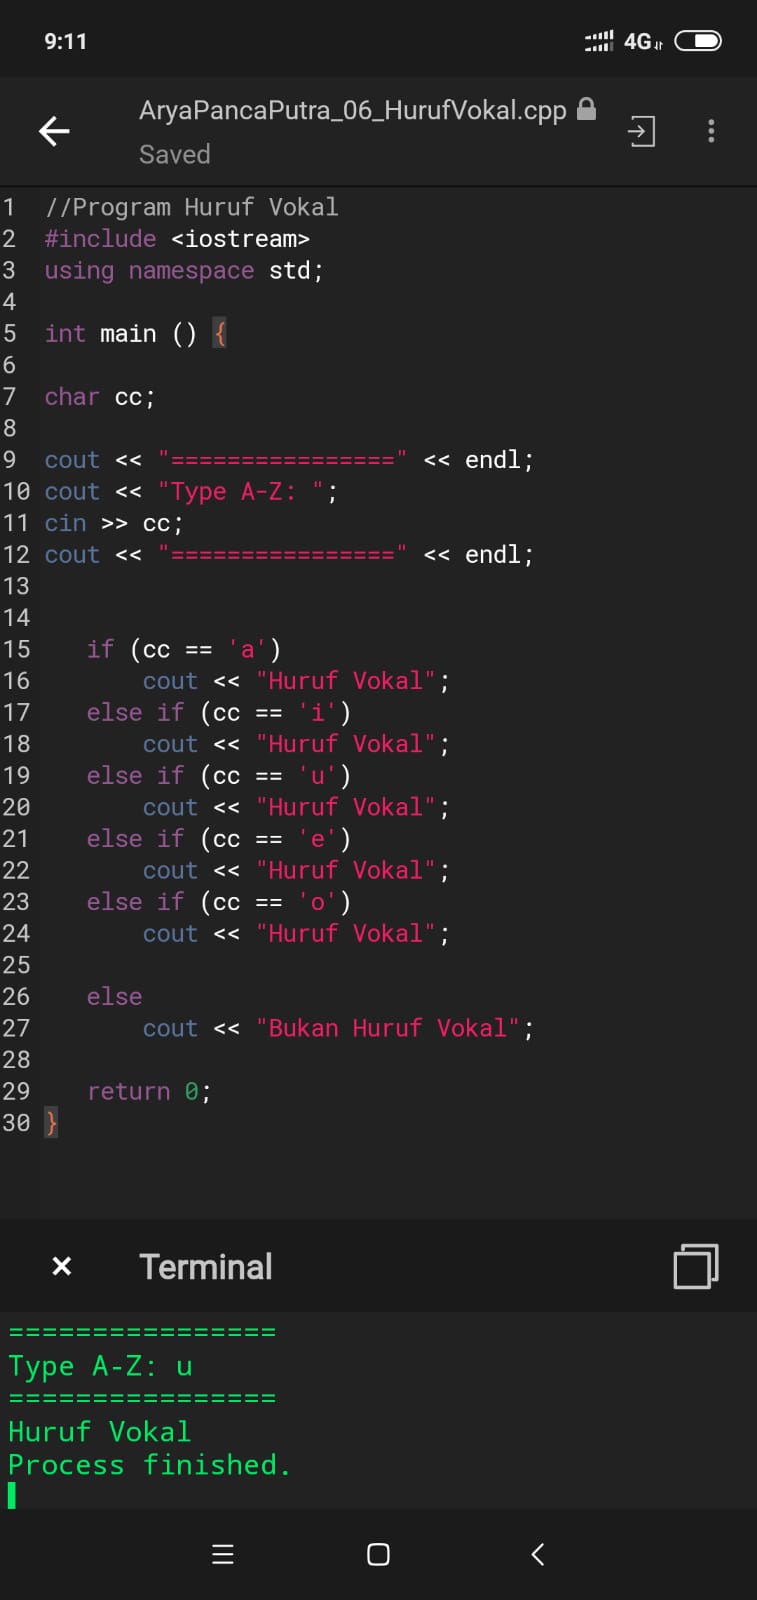 9:11 4G
AryaPancaPutra_06_HurufVokal.cpp
Saved
1 //Program Huruf Vokal
2 #include <iostream>
3 using namespace std;
4
5 int main () {
6
7 char cc;
8
9 cout << "================" << endl;
10 cout << "Type A-Z: ";
11 cin >> cc;
12 cout << "================" << endl;
13
14
15 if (cc == 'a')
16 cout << "Huruf Vokal";
17 else if (cc == 'i')
18 cout << "Huruf Vokal";
19 else if (cc == 'u')
20 cout << "Huruf Vokal";
21 else if (cc == 'e')
22 cout << "Huruf Vokal";
23 else if (cc == 'o')
24 cout << "Huruf Vokal";
25
26 else
27 cout << "Bukan Huruf Vokal";
28
29 return 0;
30 }
Terminal
================
Type A-Z: u
================
Huruf Vokal
Process finished.